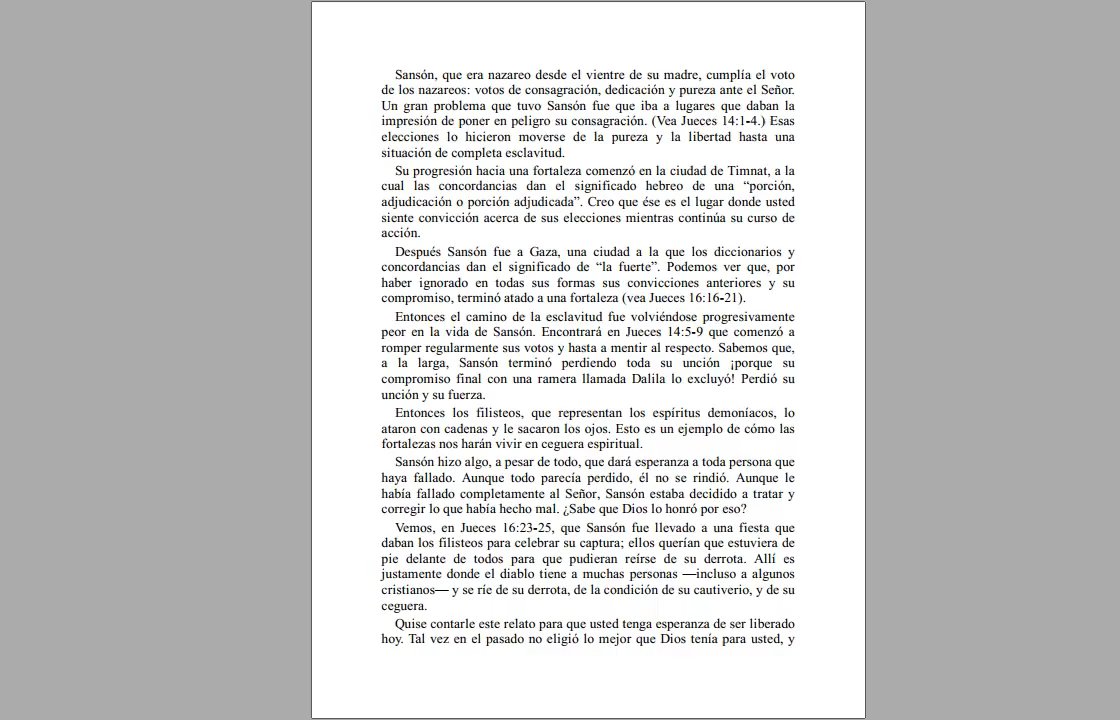 Sansón, que era nazareo desde el vientre de su madre, cumplía el voto
de los nazareos: votos de consagración, dedicación y pureza ante el Señor.
Un gran problema que tuvo Sansón fue que iba a lugares que daban la
impresión de poner en peligro su consagración. (Vea Jueces 14:1-4.) Esas
elecciones lo hicieron moverse de la pureza y la libertad hasta una
situación de completa esclavitud.
Su progresión hacia una fortaleza comenzó en la ciudad de Timnat, a la
cual las concordancias dan el significado hebreo de una “porción,
adjudicación o porción adjudicada”. Creo que ése es el lugar donde usted
siente convicción acerca de sus elecciones mientras continúa su curso de
acción.
Después Sansón fue a Gaza, una ciudad a la que los diccionarios y
concordancias dan el significado de “la fuerte”. Podemos ver que, por
haber ignorado en todas sus formas sus convicciones anteriores y su
compromiso, terminó atado a una fortaleza (vea Jueces 16:16-21).
Entonces el camino de la esclavitud fue volviéndose progresivamente
peor en la vida de Sansón. Encontrará en Jueces 14:5-9 que comenzó a
romper regularmente sus votos y hasta a mentir al respecto. Sabemos que,
a la larga, Sansón terminó perdiendo toda su unción ¡porque su
compromiso final con una ramera llamada Dalila lo excluyó! Perdió su
unción y su fuerza.
Entonces los filisteos, que representan los espíritus demoníacos, lo
ataron con cadenas y le sacaron los ojos. Esto es un ejemplo de cómo las
fortalezas nos harán vivir en ceguera espiritual.
Sansón hizo algo, a pesar de todo, que dará esperanza a toda persona que
haya fallado. Aunque todo parecía perdido, él no se rindió. Aunque le
había fallado completamente al Señor, Sansón estaba decidido a tratar y
corregir lo que había hecho mal. ¿Sabe que Dios lo honró por eso?
Vemos, en Jueces 16:23-25, que Sansón fue llevado a una fiesta que
daban los filisteos para celebrar su captura; ellos querían que estuviera de
pie delante de todos para que pudieran reírse de su derrota. Allí es
justamente donde el diablo tiene a muchas personas —incluso a algunos
cristianos— y se ríe de su derrota, de la condición de su cautiverio, y de su
ceguera.
Quise contarle este relato para que usted tenga esperanza de ser liberado
hoy. Tal vez en el pasado no eligió lo mejor que Dios tenía para usted, y